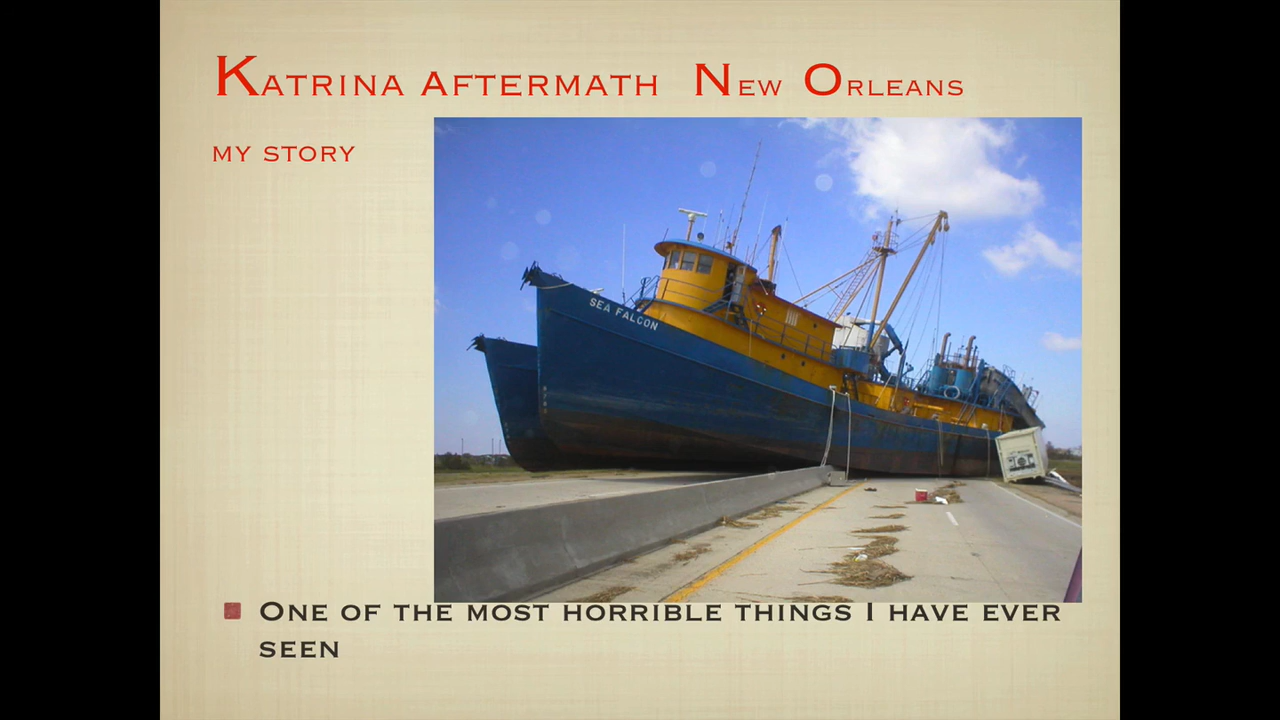 Katrina aftermath New Orleans
my story
SEA FALCON
One of the most horrible things I have ever
seen